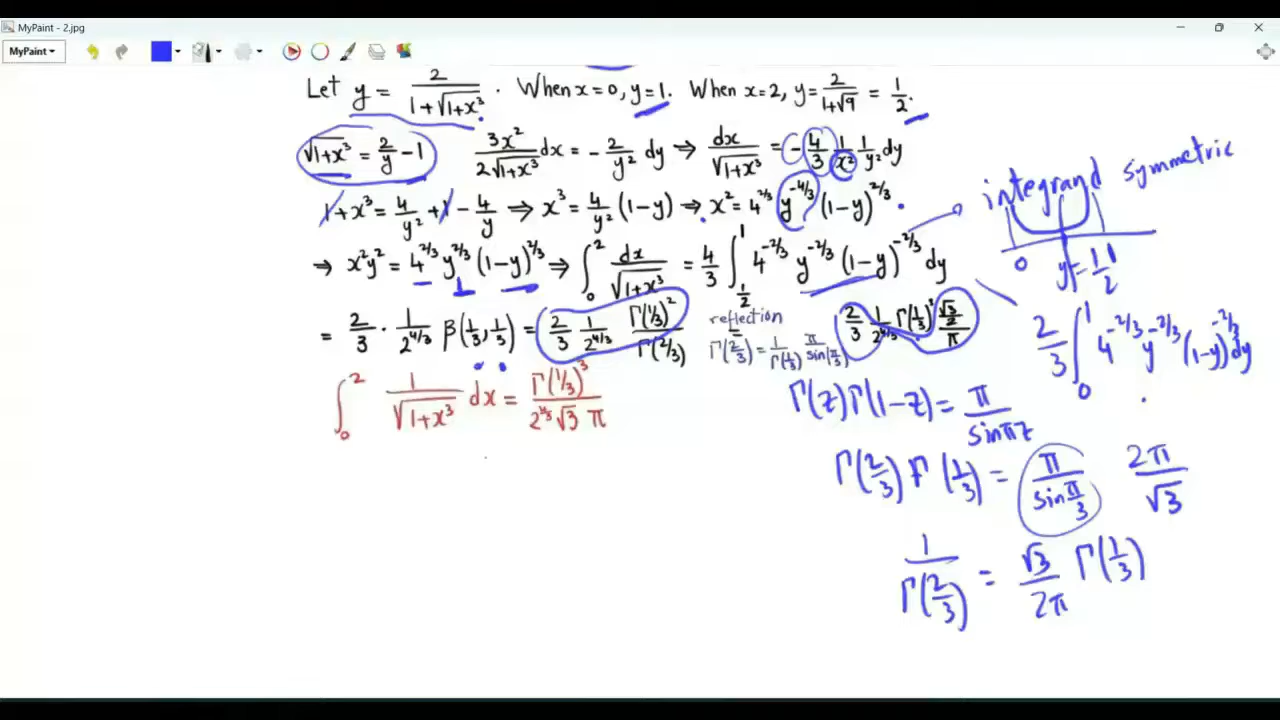 MyPaint - 2.jpg
MyPaint
Let y = 2/(1+√(1+x³)) . When x=0, y=1. When x=2, y = 2/(1+√9) = 1/2.
√(1+x³) = 2/y - 1   3x²/(2√(1+x³)) dx = - 2/y² dy ⇒ dx/√(1+x³) = - 4/3 1/x² 1/y² dy
1+x³ = 4/y² + 1 - 4/y ⇒ x³ = 4/y² (1-y) ⇒ x² = 4^(2/3) y^(-4/3) (1-y)^(2/3)
⇒ x²y² = 4^(2/3) y^(2/3) (1-y)^(2/3) ⇒ ∫₀² dx/√(1+x³) = 4/3 ∫_(1/2)^1 4^(-2/3) y^(-2/3) (1-y)^(-2/3) dy
= 2/3 · 1/2^(4/3) β(1/3, 1/3) = 2/3 1/2^(4/3) Γ(1/3)²/Γ(2/3)
reflection
Γ(2/3) = 1/Γ(1/3) π/sin(π/3)
2/3 1/2^(4/3) Γ(1/3)³ (√3/2)/π
∫₀² 1/√(1+x³) dx = Γ(1/3)³/(2^(4/3) √3 π)
integrand symmetric
0 1
y = 1/2
2/3 ∫₀¹ 4^(-2/3) y^(-2/3) (1-y)^(-2/3) dy
Γ(z)Γ(1-z) = π/sinπz
Γ(2/3) Γ(1/3) = π/sin(π/3)   2π/√3
1/Γ(2/3) = √3/2π Γ(1/3)